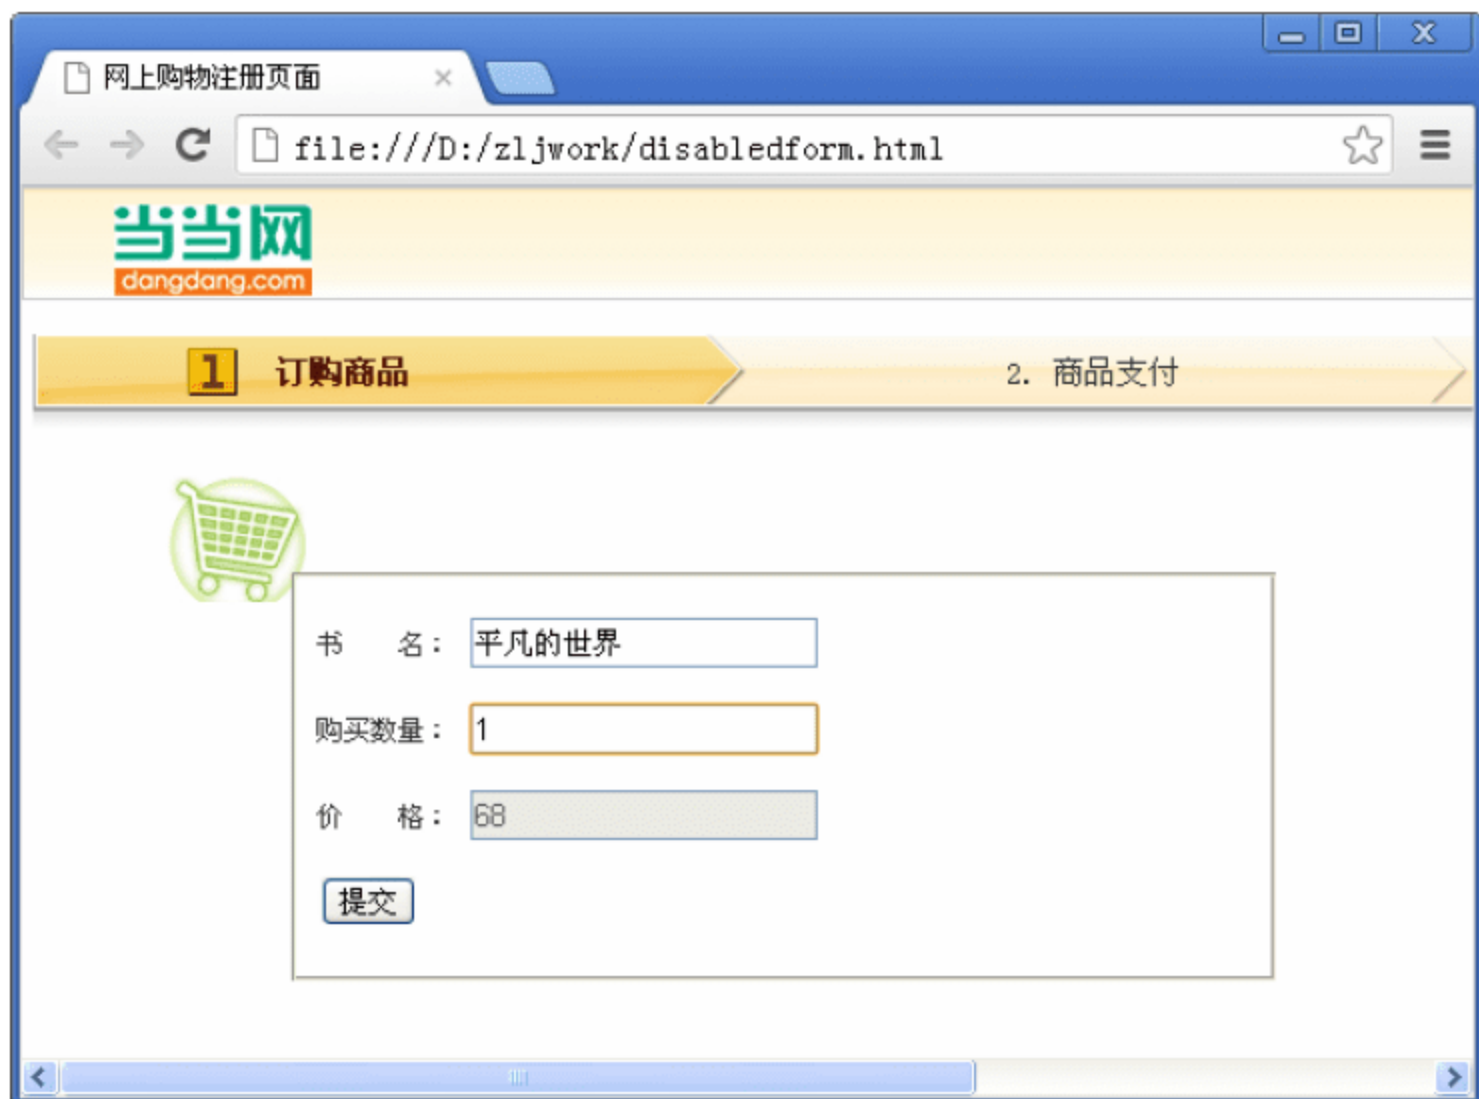 网上购物注册页面
file:///D:/zljwork/disabledform.html
当当网
dangdang.com
1 订购商品 2. 商品支付
书 名： 平凡的世界
购买数量： 1
价 格： 68
提交